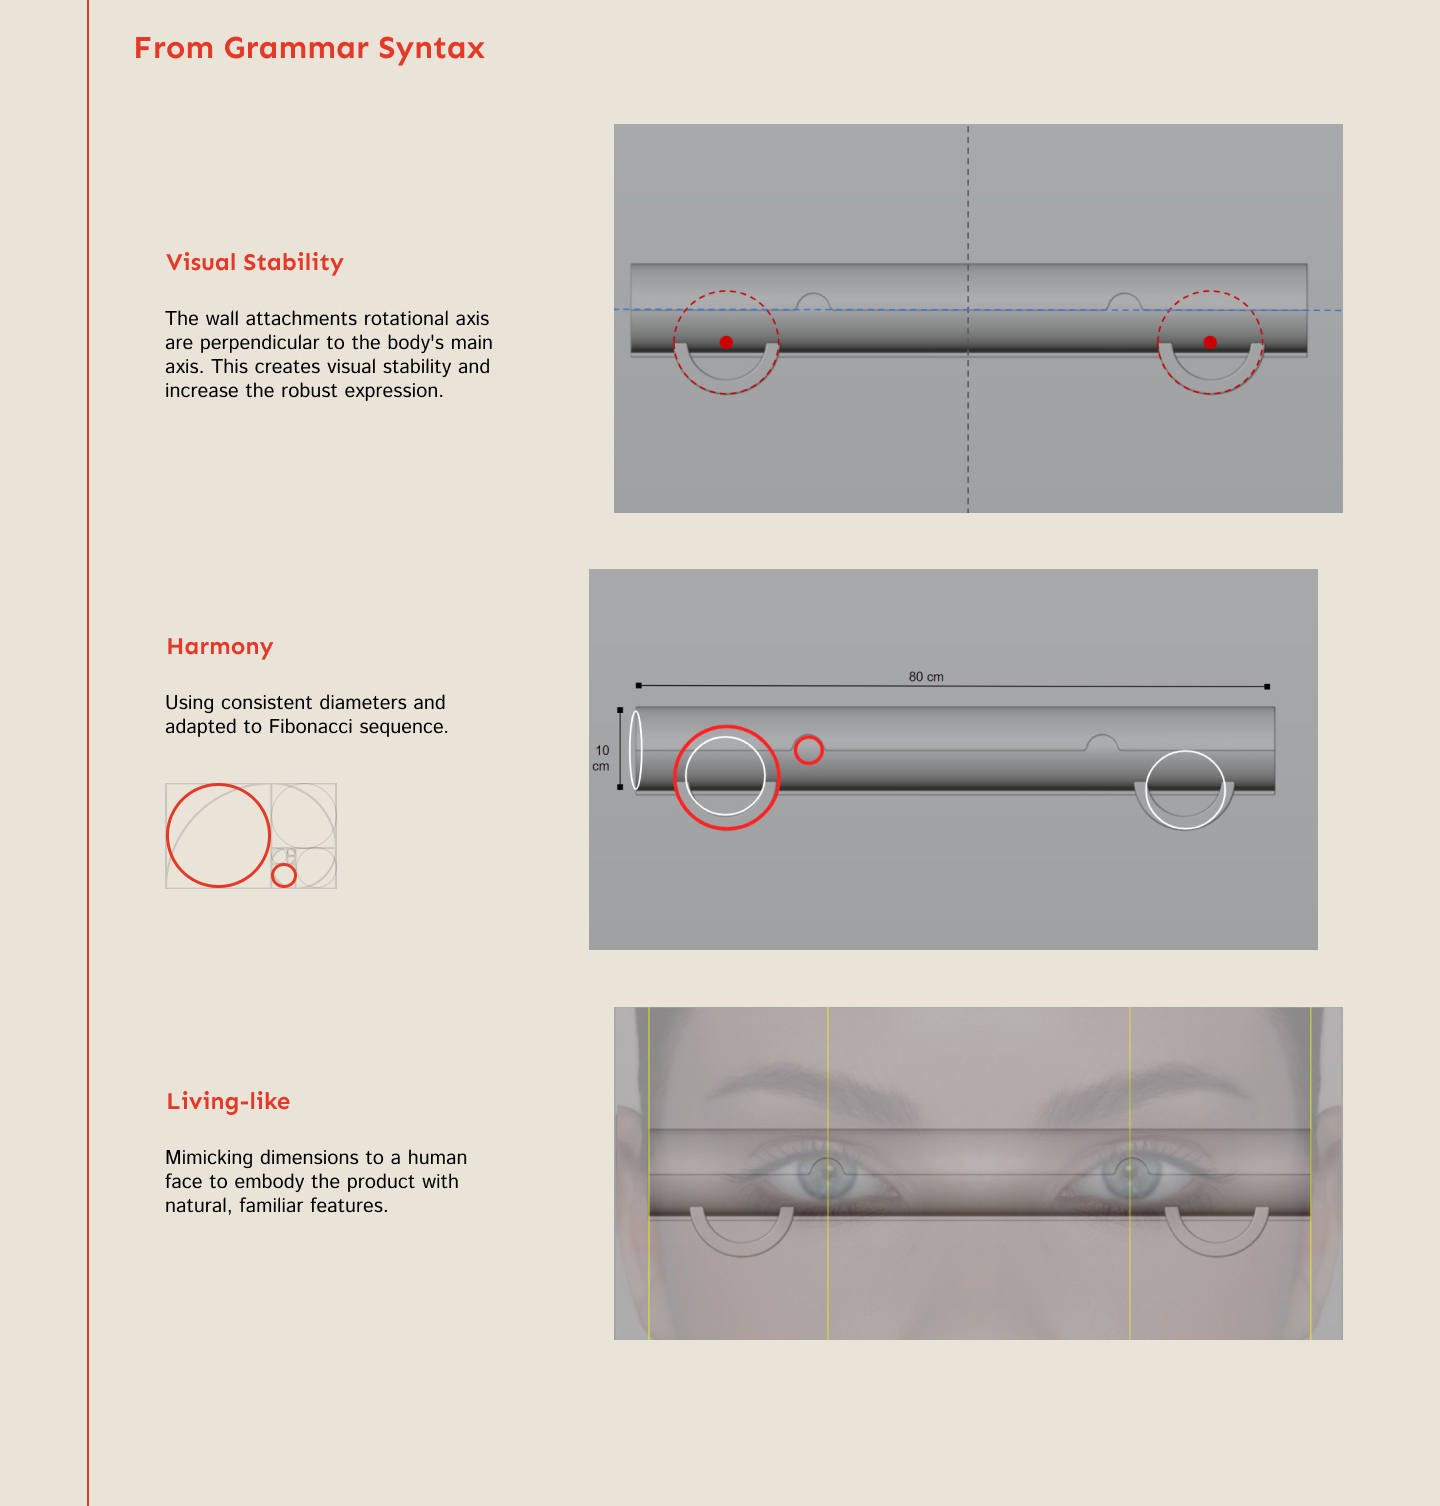 From Grammar Syntax
Visual Stability
The wall attachments rotational axis
are perpendicular to the body's main
axis. This creates visual stability and
increase the robust expression.
Harmony
Using consistent diameters and
adapted to Fibonacci sequence.
80 cm
10
cm
Living-like
Mimicking dimensions to a human
face to embody the product with
natural, familiar features.